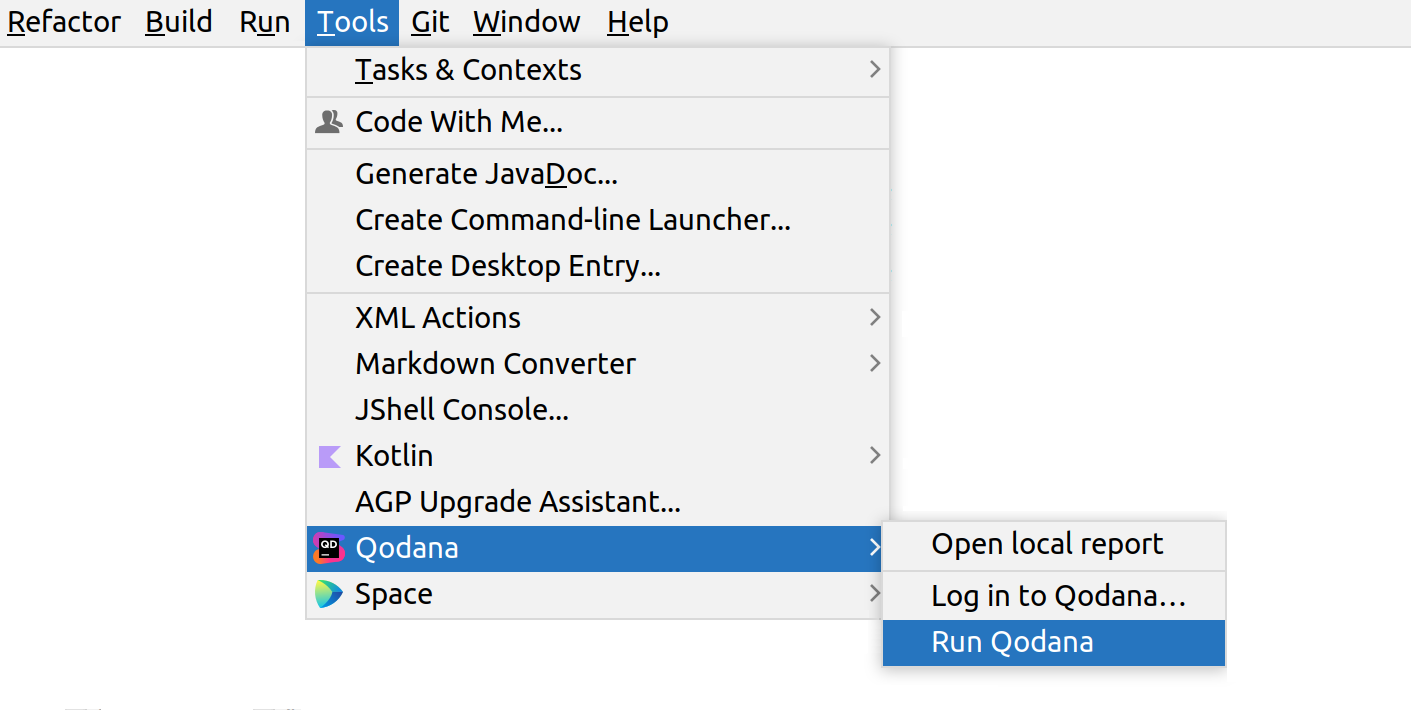 Refactor Build Run Tools Git Window Help
Tasks & Contexts
Code With Me...
Generate JavaDoc...
Create Command-line Launcher...
Create Desktop Entry...
XML Actions
Markdown Converter
JShell Console...
Kotlin
AGP Upgrade Assistant...
QD Qodana
Space
Open local report
Log in to Qodana...
Run Qodana